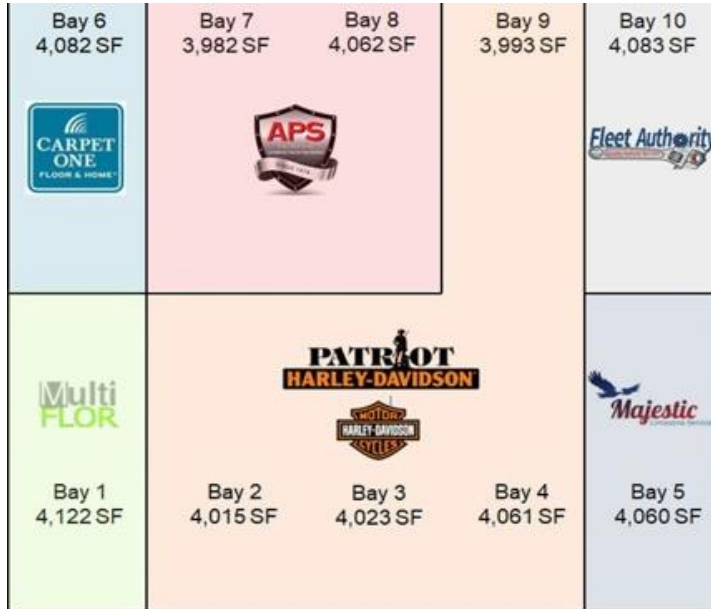 Bay 6
4,082 SF
Bay 7
3,982 SF
Bay 8
4,062 SF
Bay 9
3,993 SF
Bay 10
4,083 SF
CARPET
ONE
FLOOR & HOME
APS
Fleet Authority
PATRIOT
HARLEY-DAVIDSON
MOTOR
HARLEY-DAVIDSON
CYCLES
Multi
FLOR
Majestic
Limousine Service
Bay 1
4,122 SF
Bay 2
4,015 SF
Bay 3
4,023 SF
Bay 4
4,061 SF
Bay 5
4,060 SF